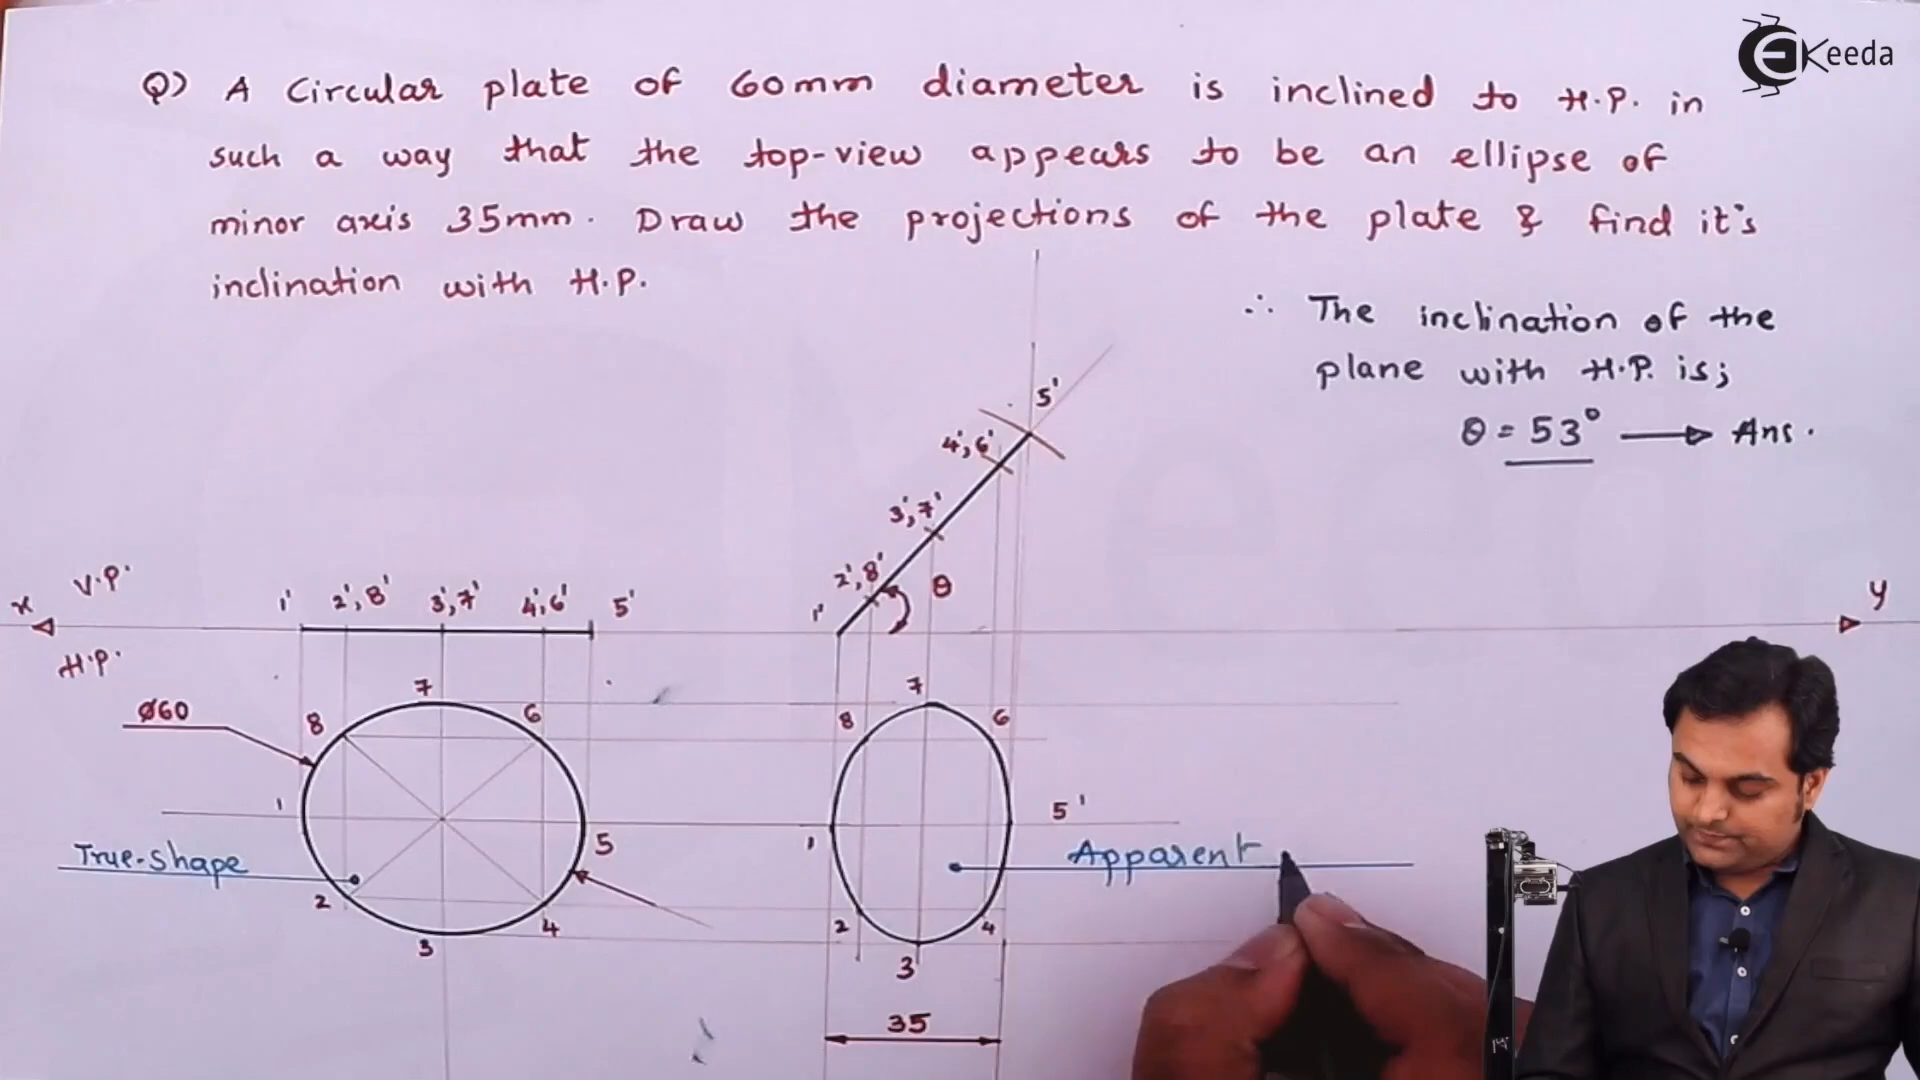 EKeeda
Q) A Circular plate of 60mm diameter is inclined to H.P. in
such a way that the top-view appears to be an ellipse of
minor axis 35mm. Draw the projections of the plate & find it's
inclination with H.P.
∴ The inclination of the
plane with H.P. is;
θ = 53° → Ans.
5'
4', 6'
3', 7'
2', 8'
θ
1'
x
V.P.
1' 2', 8' 3', 7' 4', 6' 5'
y
H.P.
ø60
8 7 6
1 5
2 3 4
True-shape
8 7 6
1 5'
2 3 4
Apparent
35